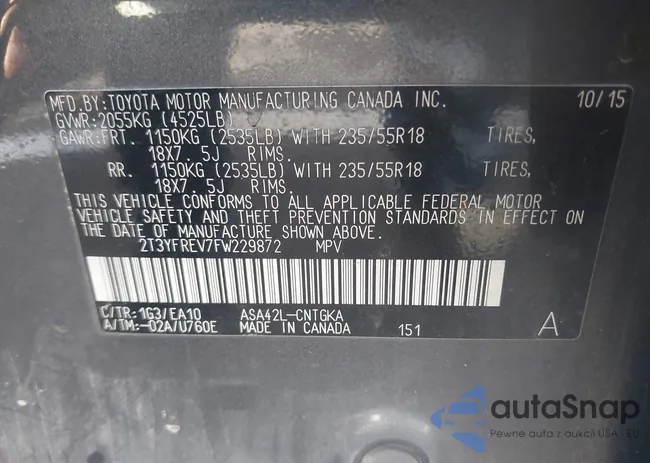 MFD.BY:TOYOTA MOTOR MANUFACTURING CANADA INC. 10/15
GVWR:2055KG (4525LB)
GAWR:FRT. 1150KG (2535LB) WITH 235/55R18 TIRES,
18X7. 5J RIMS.
RR. 1150KG (2535LB) WITH 235/55R18 TIRES,
18X7. 5J RIMS.
THIS VEHICLE CONFORMS TO ALL APPLICABLE FEDERAL MOTOR
VEHICLE SAFETY AND THEFT PREVENTION STANDARDS IN EFFECT ON
THE DATE OF MANUFACTURE SHOWN ABOVE.
2T3YFREV7FW229872 MPV
C/TR:1G3/EA10 ASA42L-CNTGKA
A/TM:-02A/U760E MADE IN CANADA 151 A
autaSnap
Pewne auta z aukcji USA - EU